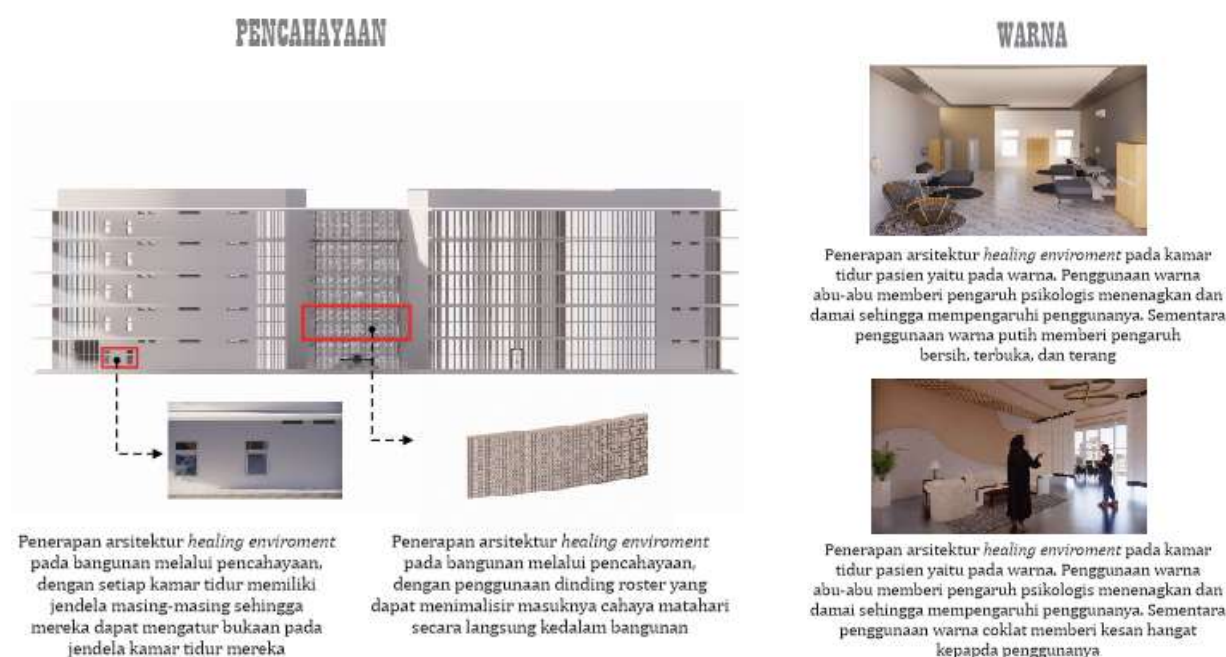 PENCAHAYAAN
Penerapan arsitektur healing enviroment
pada bangunan melalui pencahayaan,
dengan setiap kamar tidur memiliki
jendela masing-masing sehingga
mereka dapat mengatur bukaan pada
jendela kamar tidur mereka
Penerapan arsitektur healing enviroment
pada bangunan melalui pencahayaan,
dengan penggunaan dinding roster yang
dapat menimalisir masuknya cahaya matahari
secara langsung kedalam bangunan
WARNA
Penerapan arsitektur healing enviroment pada kamar
tidur pasien yaitu pada warna. Penggunaan warna
abu-abu memberi pengaruh psikologis menenagkan dan
damai sehingga mempengaruhi penggunanya. Sementara
penggunaan warna putih memberi pengaruh
bersih, terbuka, dan terang
Penerapan arsitektur healing enviroment pada kamar
tidur pasien yaitu pada warna. Penggunaan warna
abu-abu memberi pengaruh psikologis menenagkan dan
damai sehingga mempengaruhi penggunanya. Sementara
penggunaan warna coklat memberi kesan hangat
kepapda penggunanya